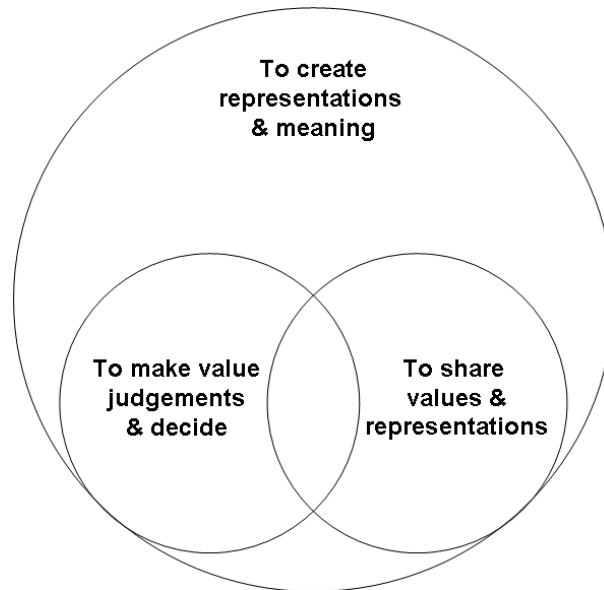 To create
representations
& meaning
To make value
judgements
& decide
To share
values &
representations